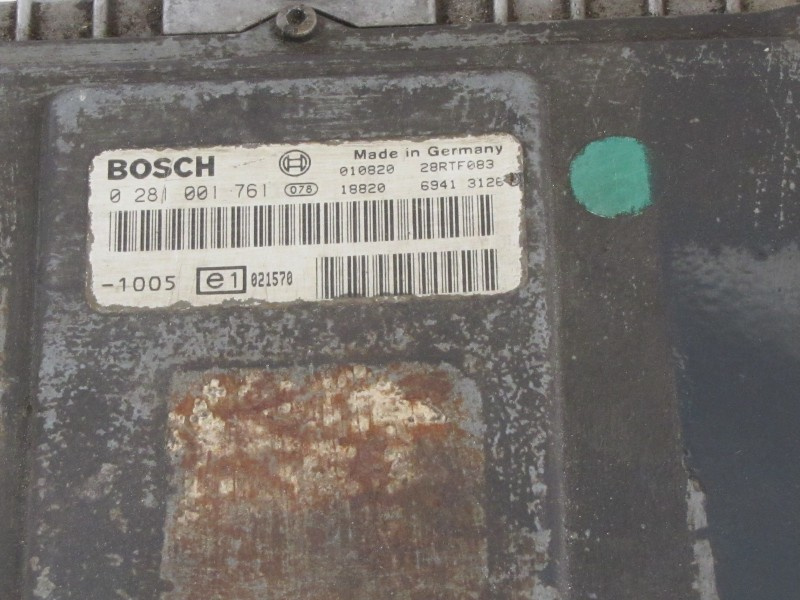 BOSCH Made in Germany
010820 28RTF083
0 281 001 761 078 18820 6941 3126
-1005 e1 021570